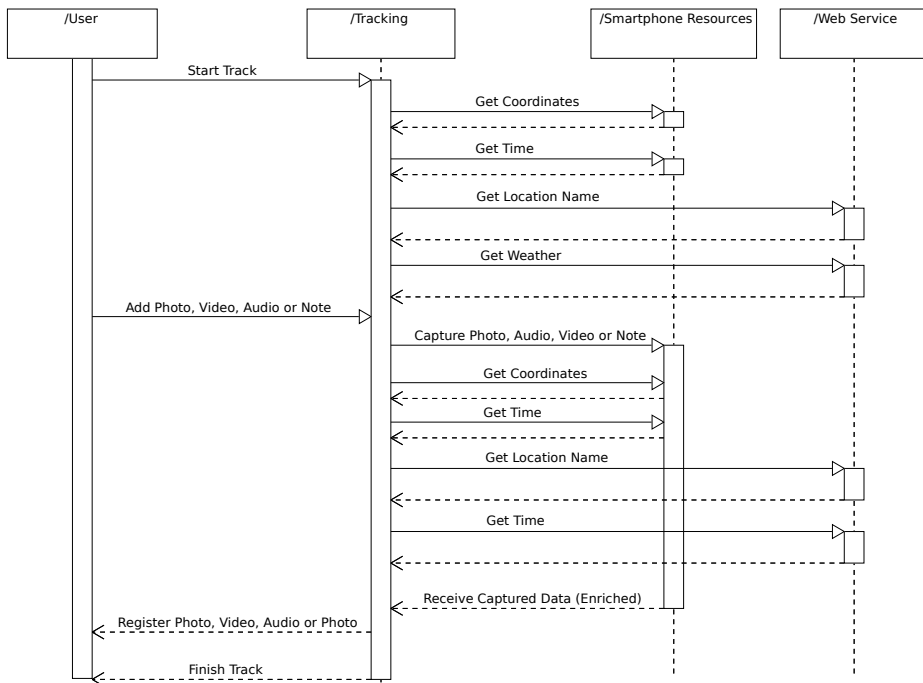 /User
/Tracking
/Smartphone Resources
/Web Service
Start Track
Get Coordinates
Get Time
Get Location Name
Get Weather
Add Photo, Video, Audio or Note
Capture Photo, Audio, Video or Note
Get Coordinates
Get Time
Get Location Name
Get Time
Receive Captured Data (Enriched)
Register Photo, Video, Audio or Photo
Finish Track